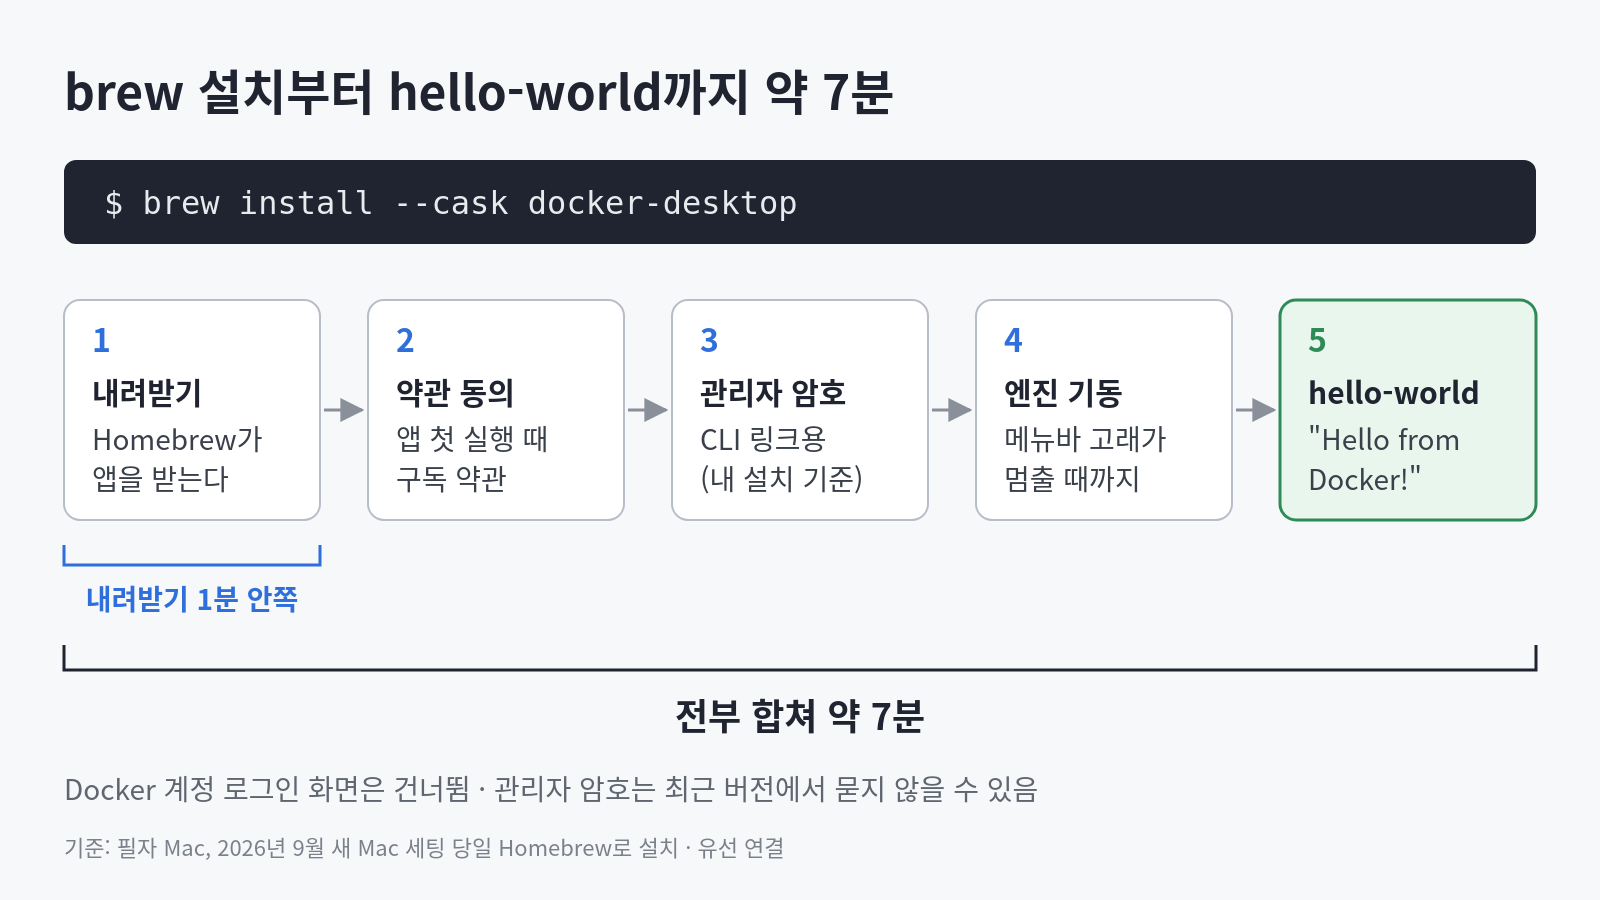 brew 설치부터 hello-world까지 약 7분
$ brew install --cask docker-desktop
1
내려받기
Homebrew가
앱을 받는다
2
약관 동의
앱 첫 실행 때
구독 약관
3
관리자 암호
CLI 링크용
(내 설치 기준)
4
엔진 기동
메뉴바 고래가
멈출 때까지
5
hello-world
"Hello from
Docker!"
내려받기 1분 안쪽
전부 합쳐 약 7분
Docker 계정 로그인 화면은 건너뜀 · 관리자 암호는 최근 버전에서 묻지 않을 수 있음
기준: 필자 Mac, 2026년 9월 새 Mac 세팅 당일 Homebrew로 설치 · 유선 연결